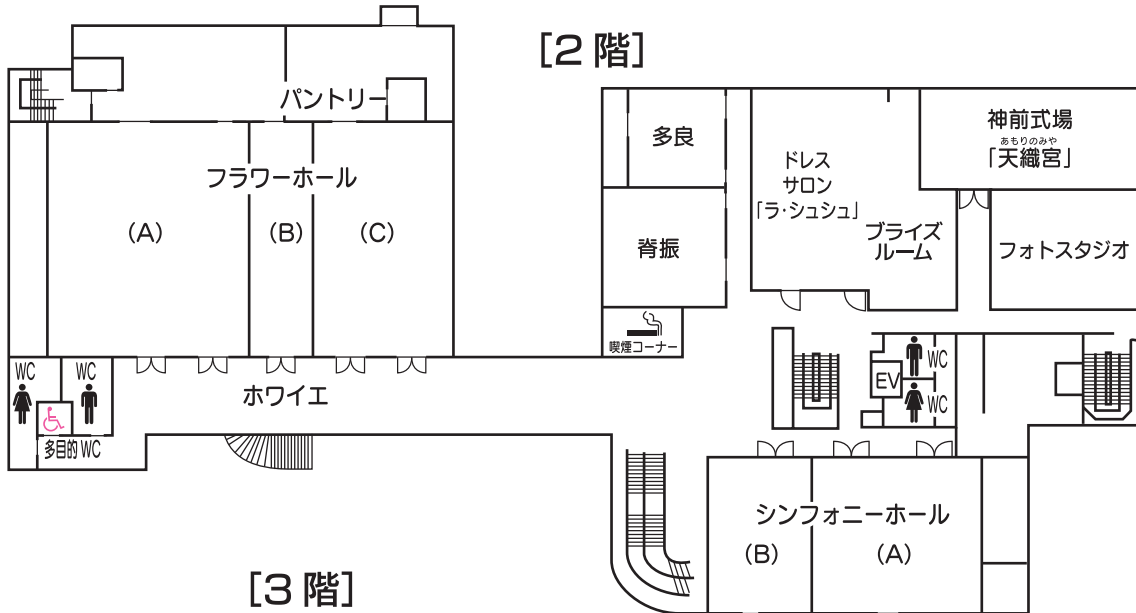 [2階]
パントリー
フラワーホール
(A)
(B)
(C)
多良
脊振
喫煙コーナー
ドレス
サロン
「ラ・シュシュ」
ブライズ
ルーム
神前式場
あもりのみや
「天織宮」
フォトスタジオ
WC
WC
多目的WC
ホワイエ
EV
WC
WC
シンフォニーホール
(B)
(A)
[3階]